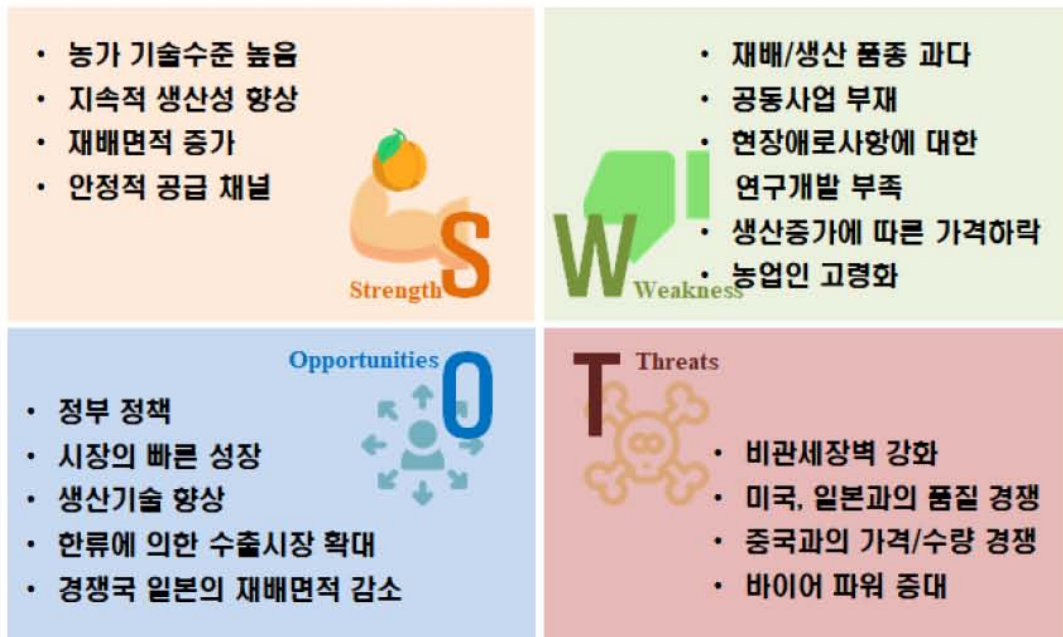 • 농가 기술수준 높음
• 지속적 생산성 향상
• 재배면적 증가
• 안정적 공급 채널
Strength S
• 재배/생산 품종 과다
• 공동사업 부재
• 현장애로사항에 대한
연구개발 부족
• 생산증가에 따른 가격하락
• 농업인 고령화
W Weakness
Opportunities O
• 정부 정책
• 시장의 빠른 성장
• 생산기술 향상
• 한류에 의한 수출시장 확대
• 경쟁국 일본의 재배면적 감소
T Threats
• 비관세장벽 강화
• 미국, 일본과의 품질 경쟁
• 중국과의 가격/수량 경쟁
• 바이어 파워 증대